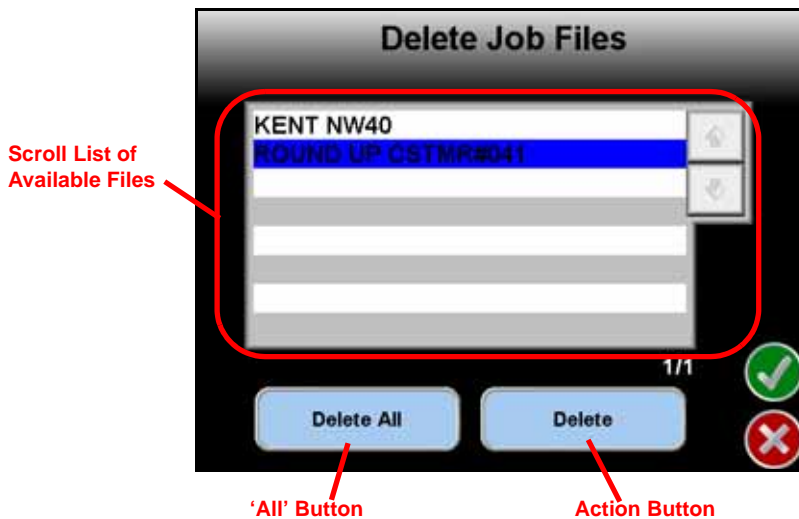 Delete Job Files
Scroll List of
Available Files
KENT NW40
ROUND UP CSTMR#041
1/1
Delete All
Delete
‘All’ Button
Action Button